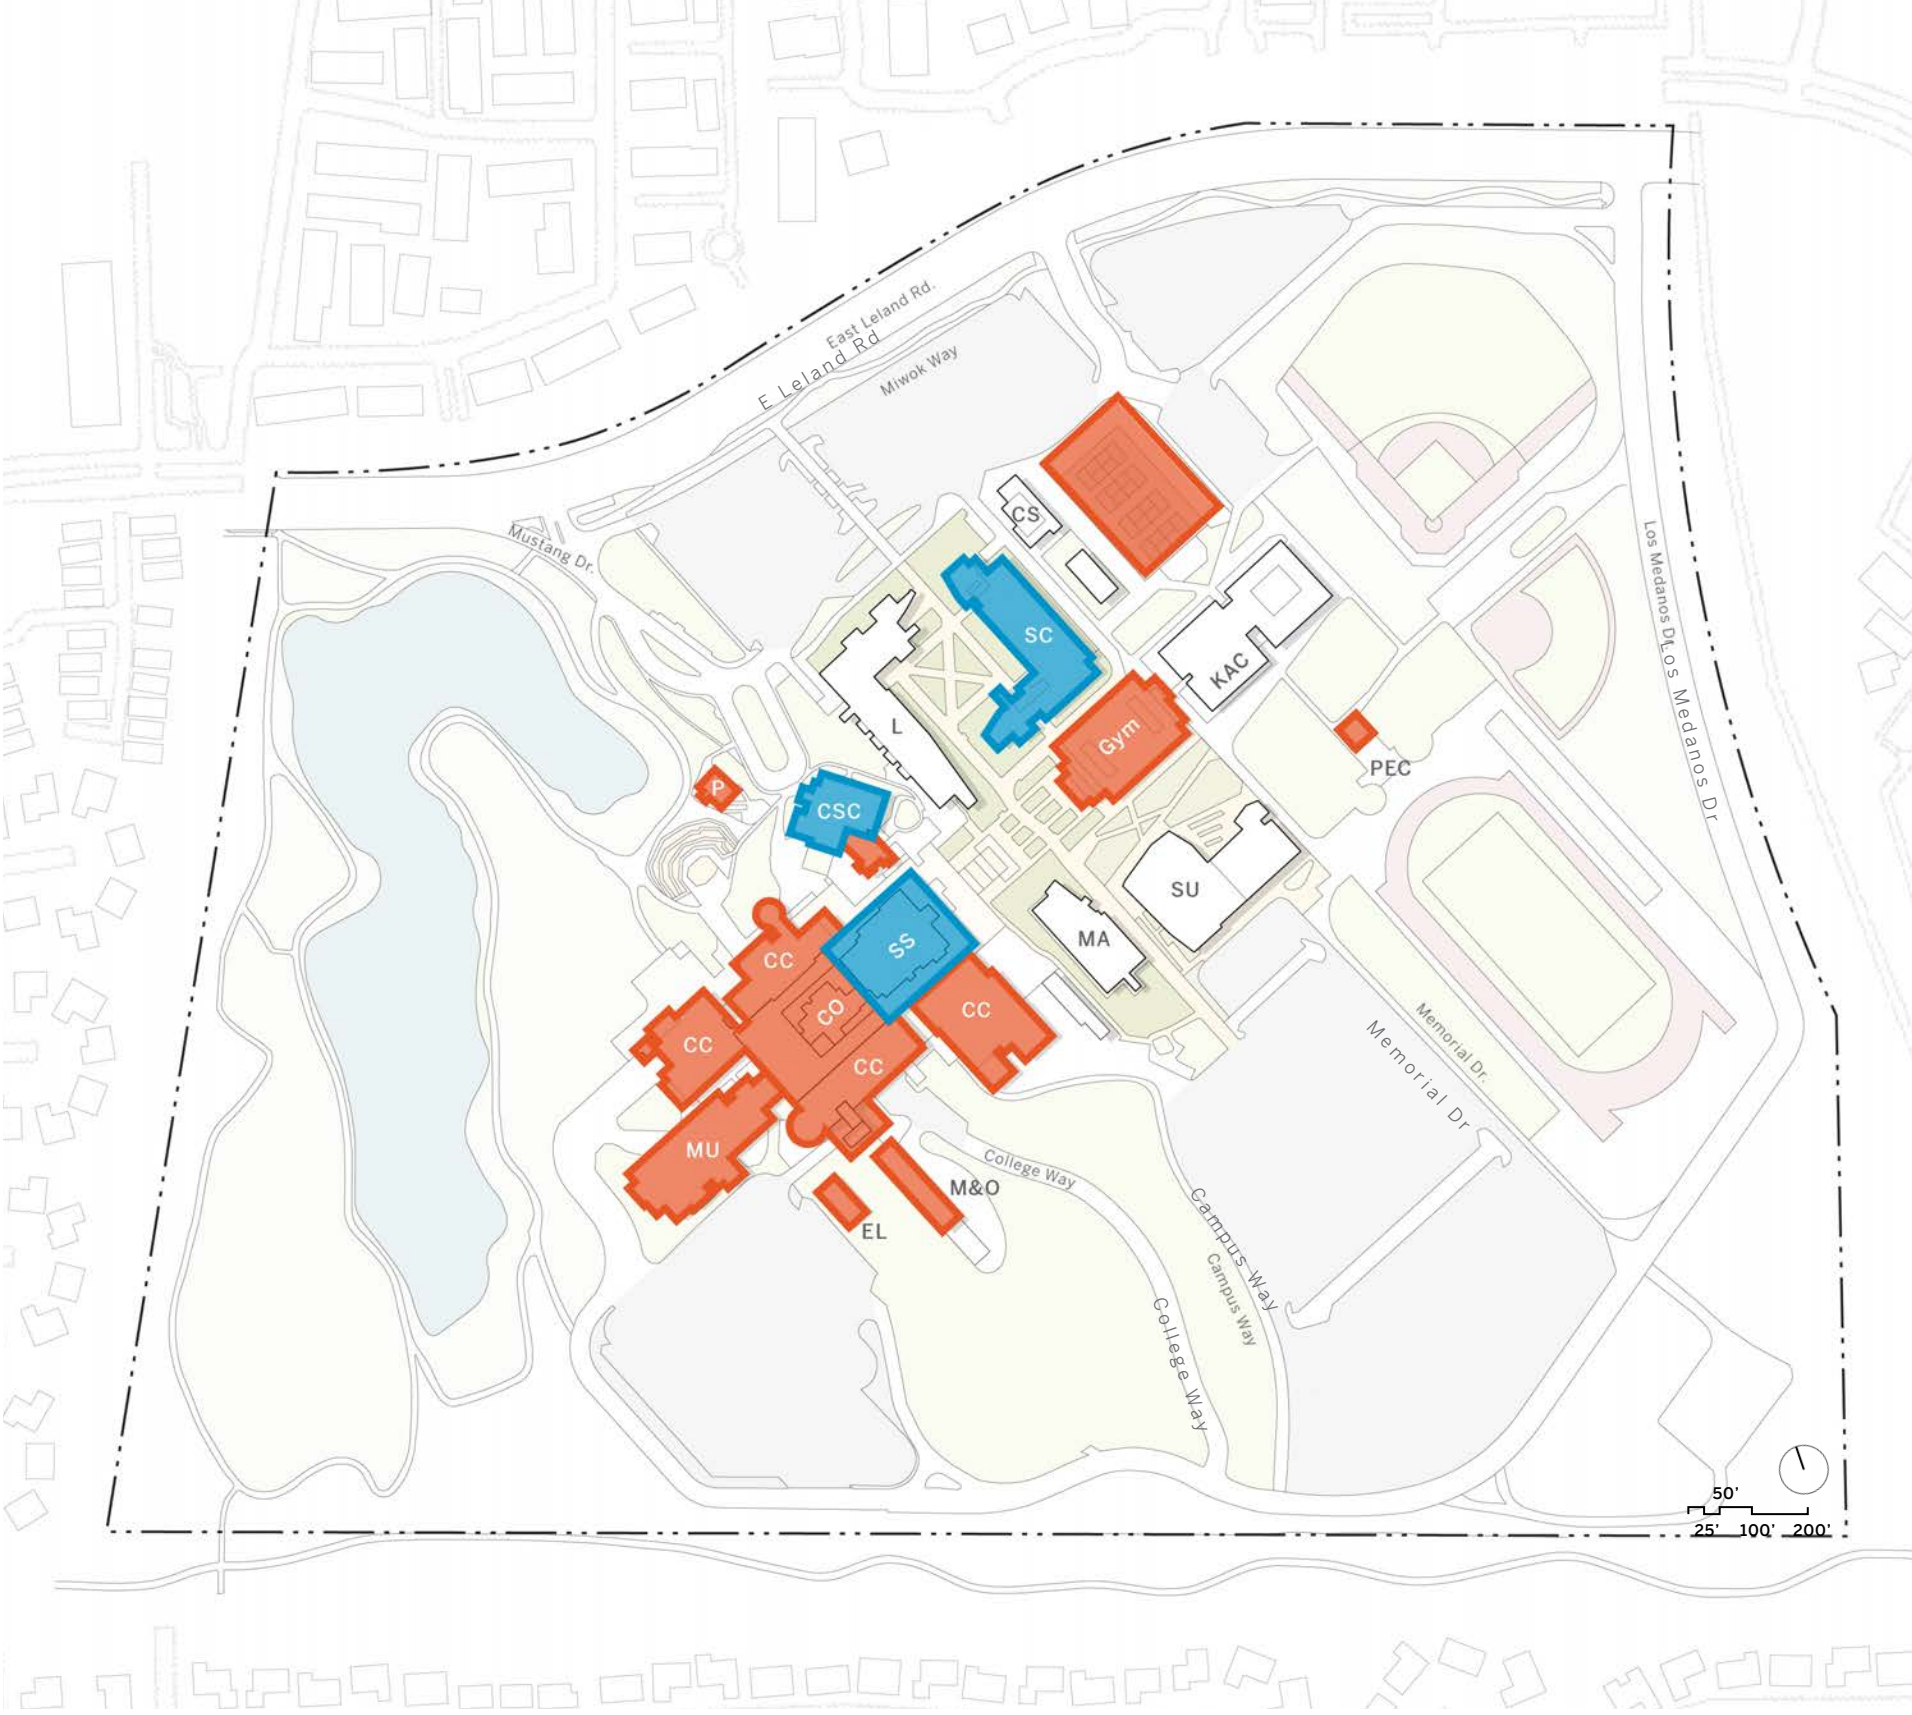 East Leland Rd.
E Leland Rd
Miwok Way
Mustang Dr.
CS
SC
KAC
L
Gym
PEC
Los Medanos Dr
Los Medanos Dr
P
CSC
SU
MA
SS
CC
CO
CC
CC
CC
MU
Memorial Dr.
Memorial Dr
M&O
EL
College Way
Campus Way
Campus Way
College Way
50'
25' 100' 200'